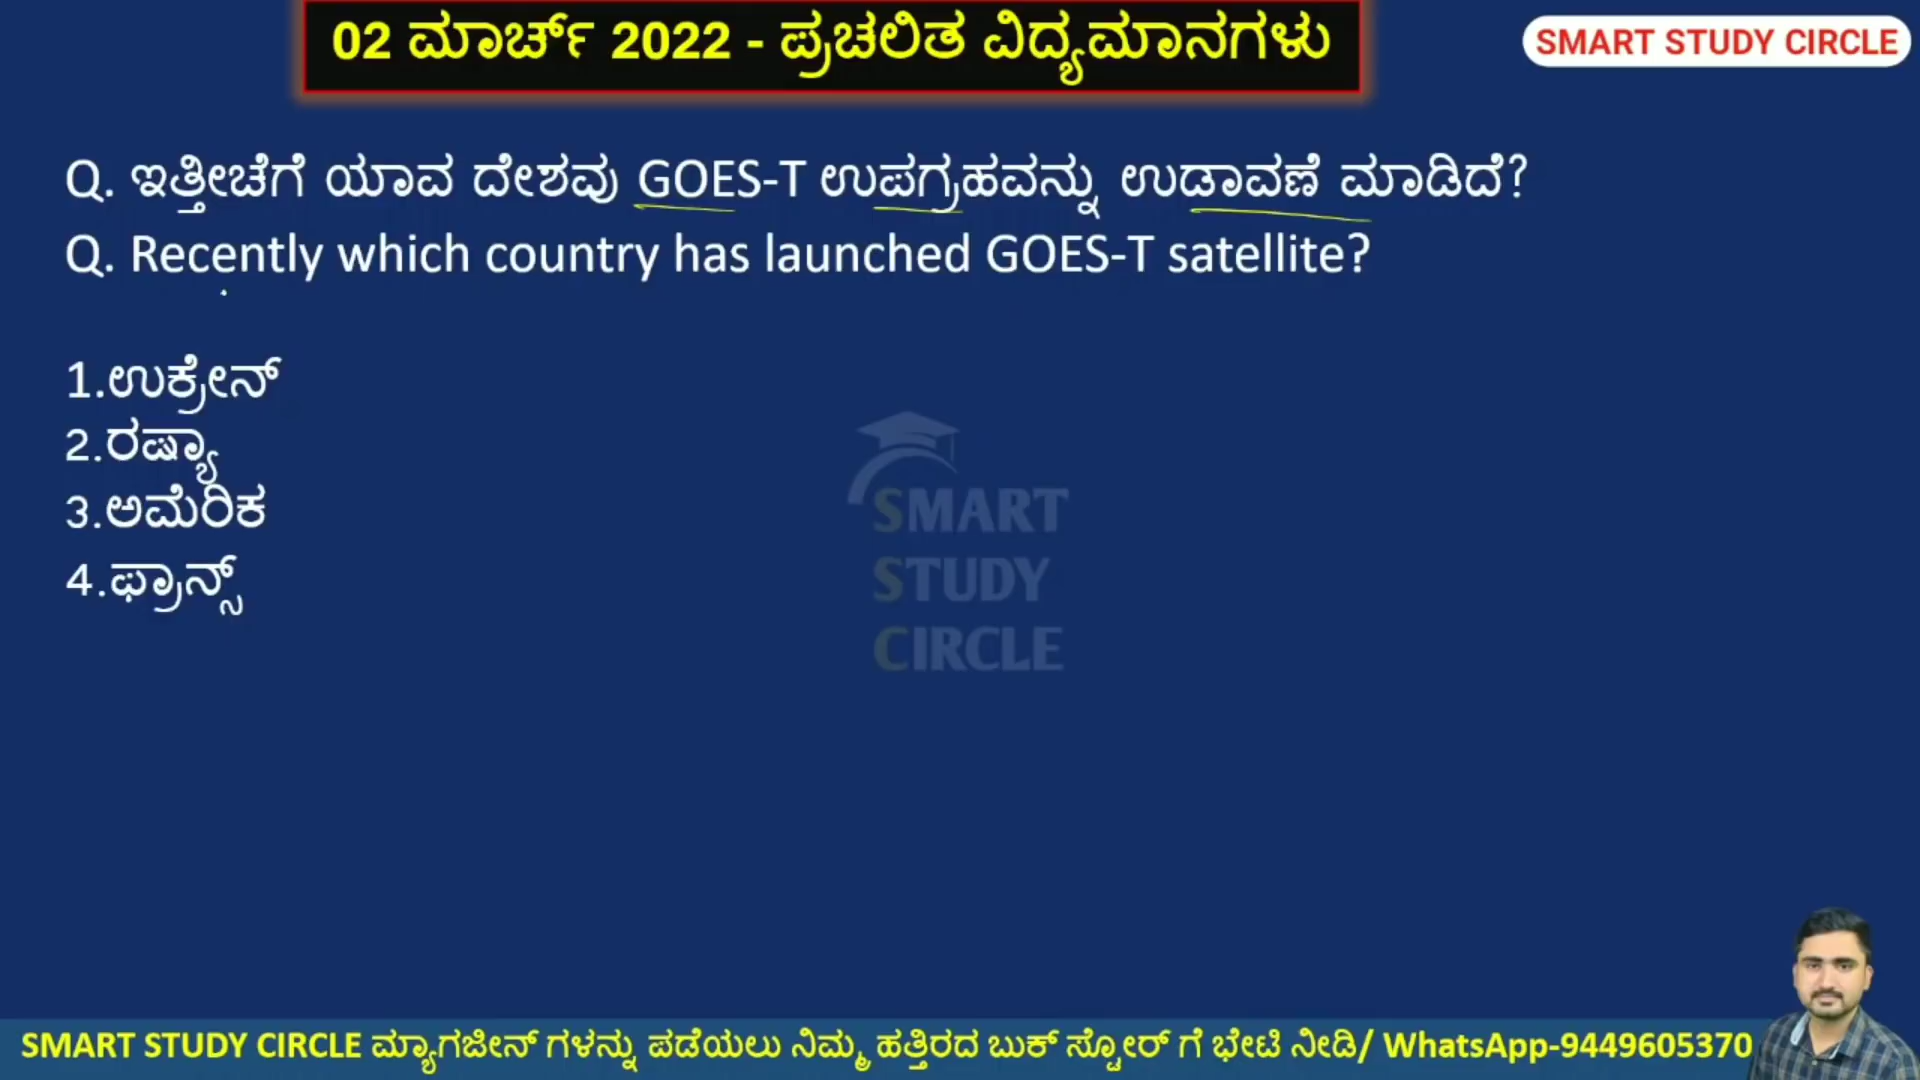 02 ಮಾರ್ಚ್ 2022 - ಪ್ರಚಲಿತ ವಿದ್ಯಮಾನಗಳು
SMART STUDY CIRCLE
Q. ಇತ್ತೀಚೆಗೆ ಯಾವ ದೇಶವು GOES-T ಉಪಗ್ರಹವನ್ನು ಉಡಾವಣೆ ಮಾಡಿದೆ?
Q. Recently which country has launched GOES-T satellite?
1.ಉಕ್ರೇನ್
2.ರಷ್ಯಾ
3.ಅಮೆರಿಕ
4.ಫ್ರಾನ್ಸ್
SMART
STUDY
CIRCLE
SMART STUDY CIRCLE ಮ್ಯಾಗಜೀನ್ ಗಳನ್ನು ಪಡೆಯಲು ನಿಮ್ಮ ಹತ್ತಿರದ ಬುಕ್ ಸ್ಟೋರ್ ಗೆ ಭೇಟಿ ನೀಡಿ/ WhatsApp-9449605370